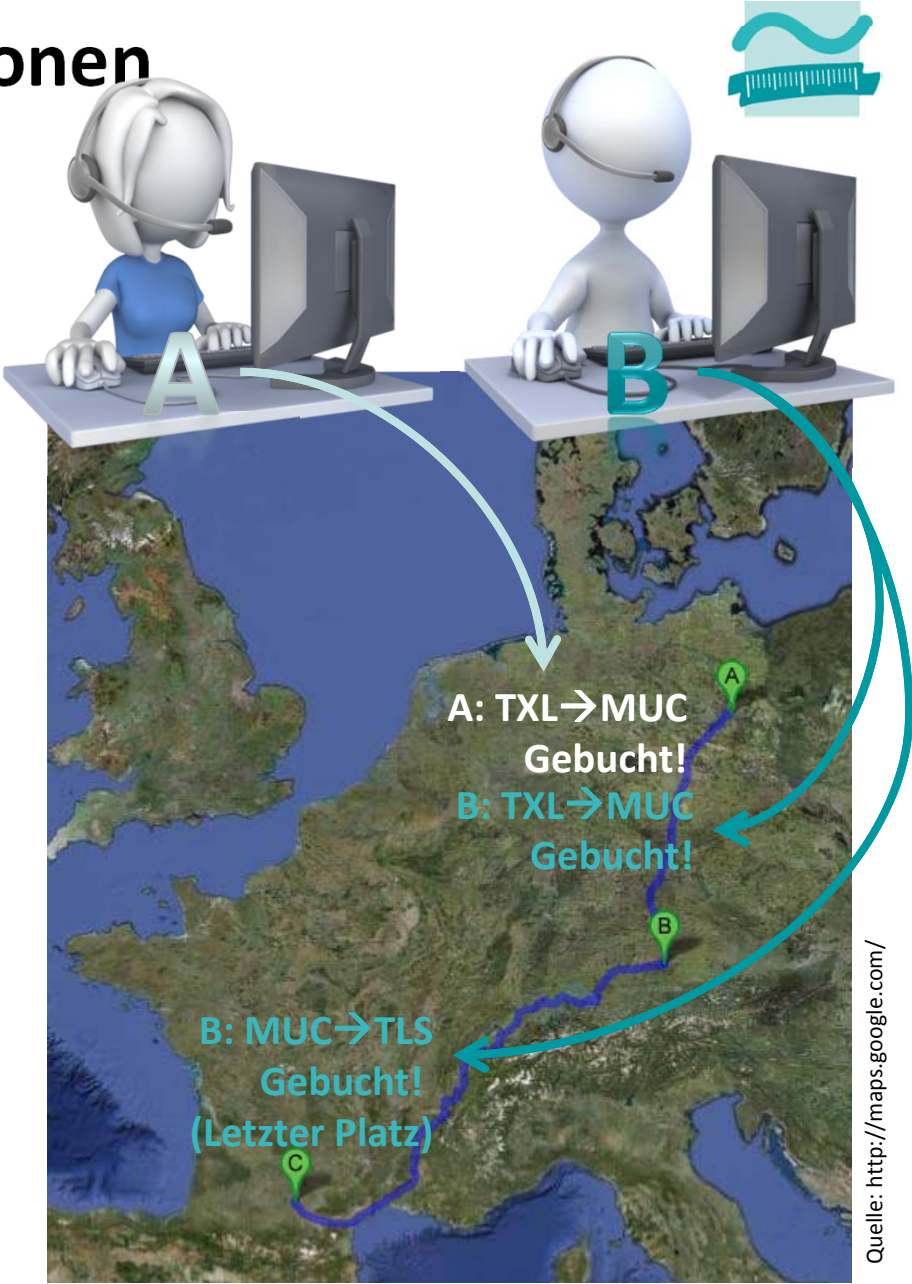 onen
A
B
A: TXL→MUC
Gebucht!
B: TXL→MUC
Gebucht!
A
B
B: MUC→TLS
Gebucht!
(Letzter Platz)
C
Quelle: http://maps.google.com/